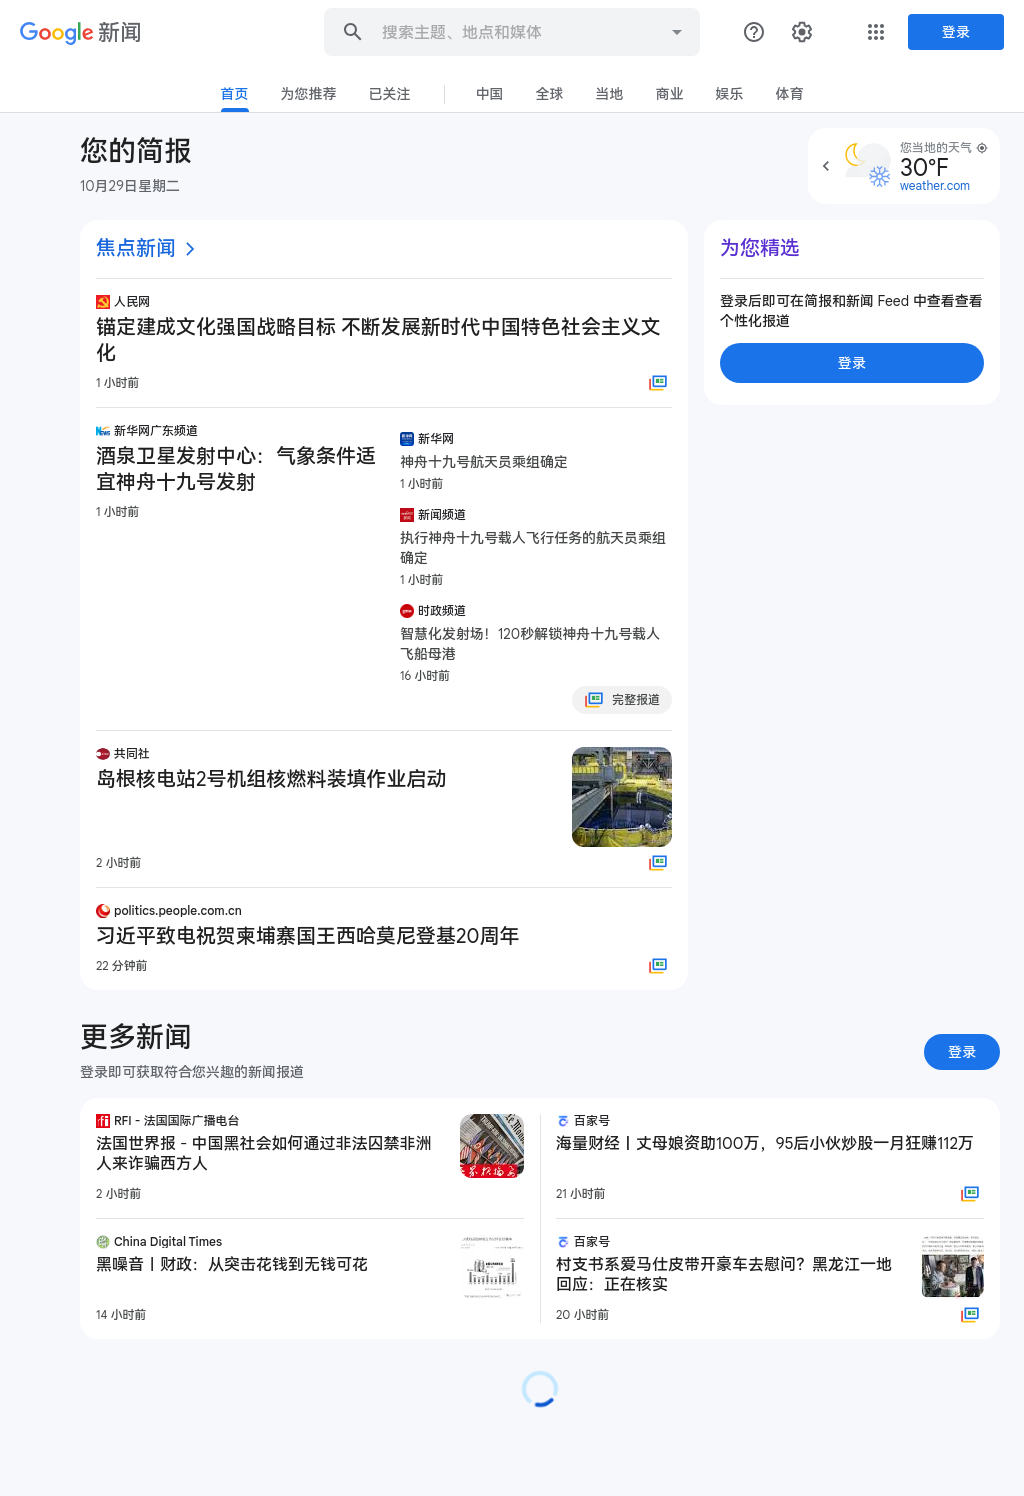 Google 新闻
搜索主题、地点和媒体
登录
首页
为您推荐
已关注
中国
全球
当地
商业
娱乐
体育
您的简报
10月29日星期二
您当地的天气
30°F
weather.com
焦点新闻
人民网
锚定建成文化强国战略目标 不断发展新时代中国特色社会主义文
化
1 小时前
新华网广东频道
酒泉卫星发射中心：气象条件适
宜神舟十九号发射
1 小时前
新华网
神舟十九号航天员乘组确定
1 小时前
新闻频道
执行神舟十九号载人飞行任务的航天员乘组
确定
1 小时前
时政频道
智慧化发射场！120秒解锁神舟十九号载人
飞船母港
16 小时前
完整报道
共同社
岛根核电站2号机组核燃料装填作业启动
2 小时前
politics.people.com.cn
习近平致电祝贺柬埔寨国王西哈莫尼登基20周年
22 分钟前
为您精选
登录后即可在简报和新闻 Feed 中查看查看
个性化报道
登录
更多新闻
登录即可获取符合您兴趣的新闻报道
登录
RFI - 法国国际广播电台
法国世界报 - 中国黑社会如何通过非法囚禁非洲
人来诈骗西方人
2 小时前
China Digital Times
黑噪音丨财政：从突击花钱到无钱可花
14 小时前
百家号
海量财经丨丈母娘资助100万，95后小伙炒股一月狂赚112万
21 小时前
百家号
村支书系爱马仕皮带开豪车去慰问？黑龙江一地
回应：正在核实
20 小时前